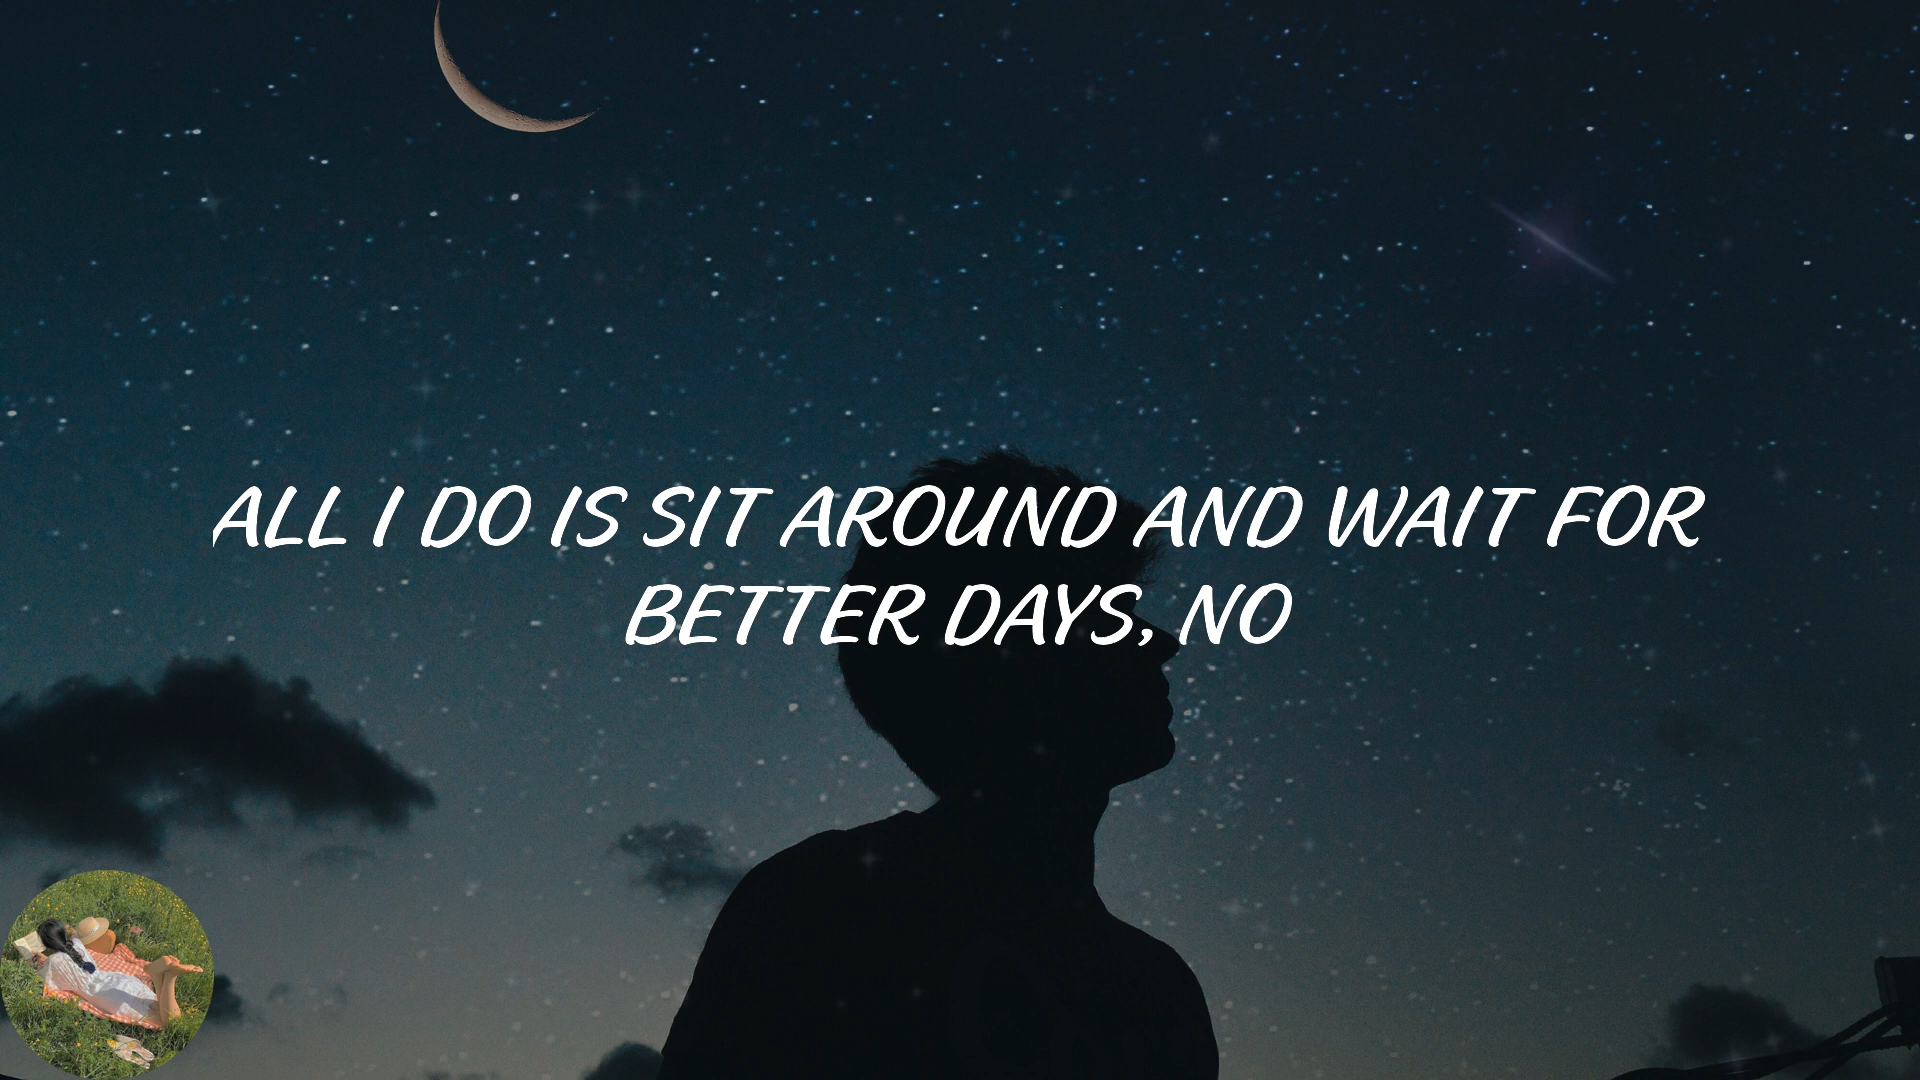 ALL I DO IS SIT AROUND AND WAIT FOR
BETTER DAYS, NO